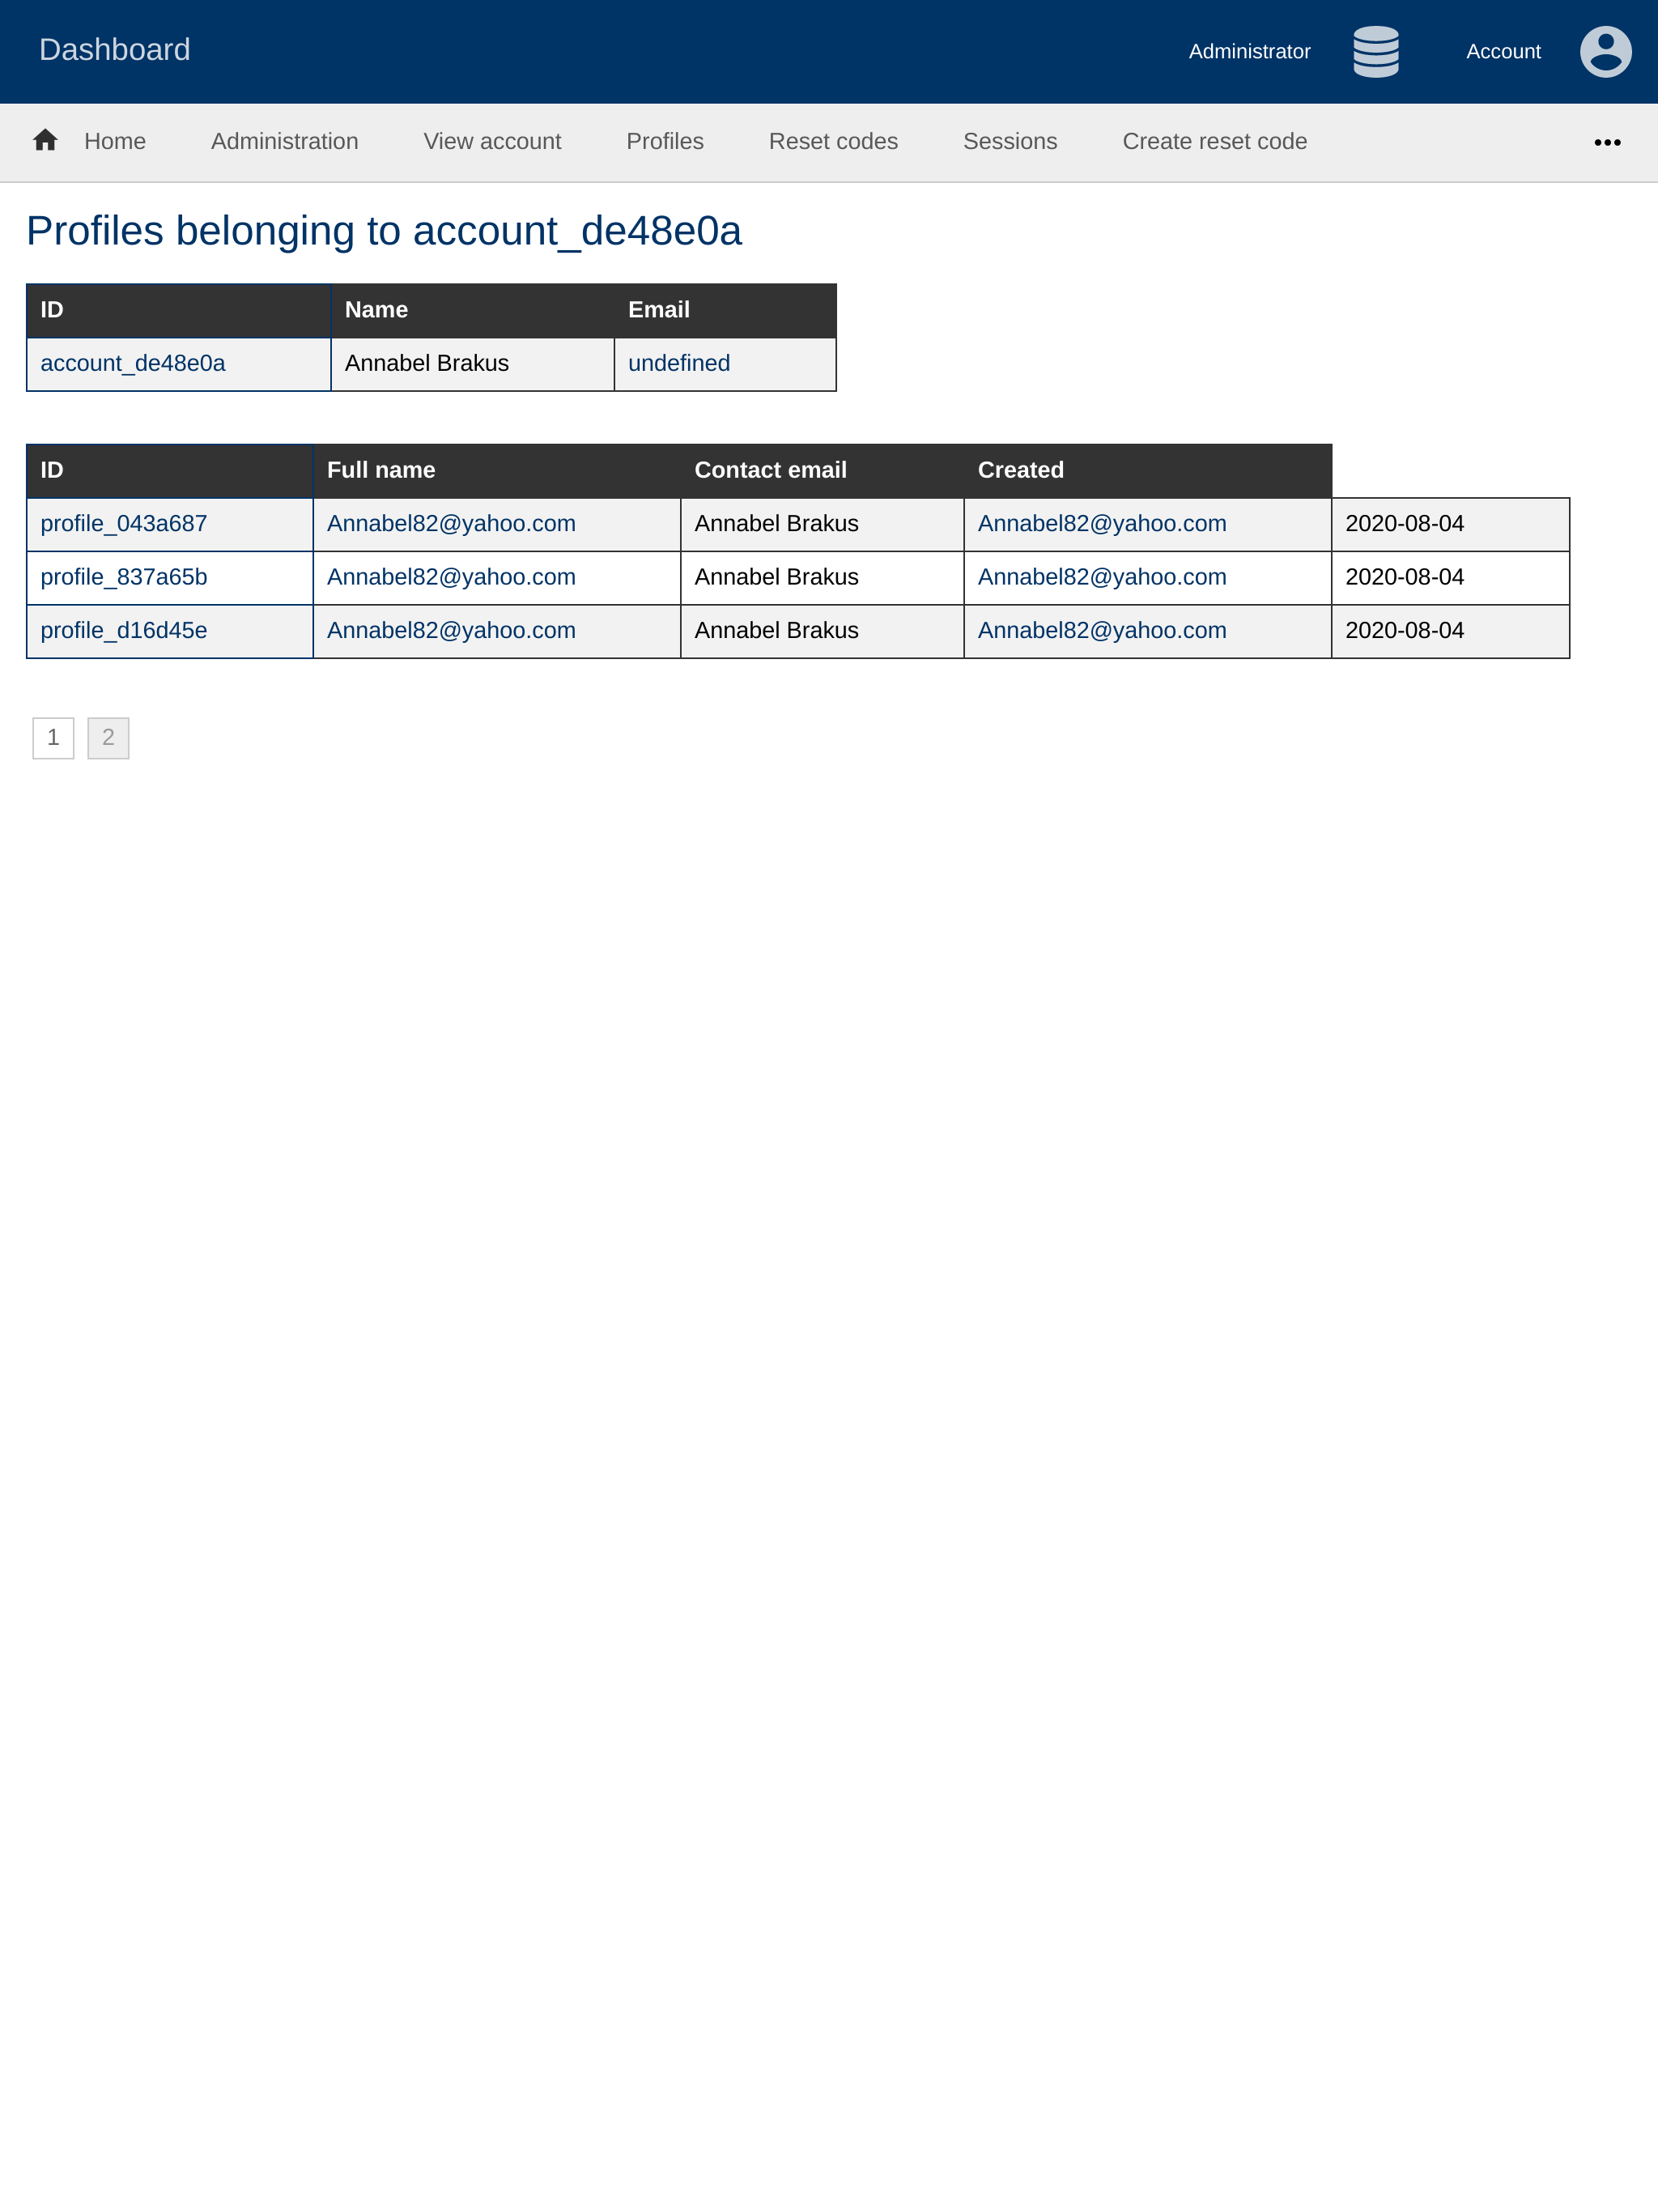 Dashboard
Administrator Account
Home Administration View account Profiles Reset codes Sessions Create reset code
Profiles belonging to account_de48e0a
ID Name Email
account_de48e0a Annabel Brakus undefined
ID Full name Contact email Created
profile_043a687 Annabel82@yahoo.com Annabel Brakus Annabel82@yahoo.com 2020-08-04
profile_837a65b Annabel82@yahoo.com Annabel Brakus Annabel82@yahoo.com 2020-08-04
profile_d16d45e Annabel82@yahoo.com Annabel Brakus Annabel82@yahoo.com 2020-08-04
1 2